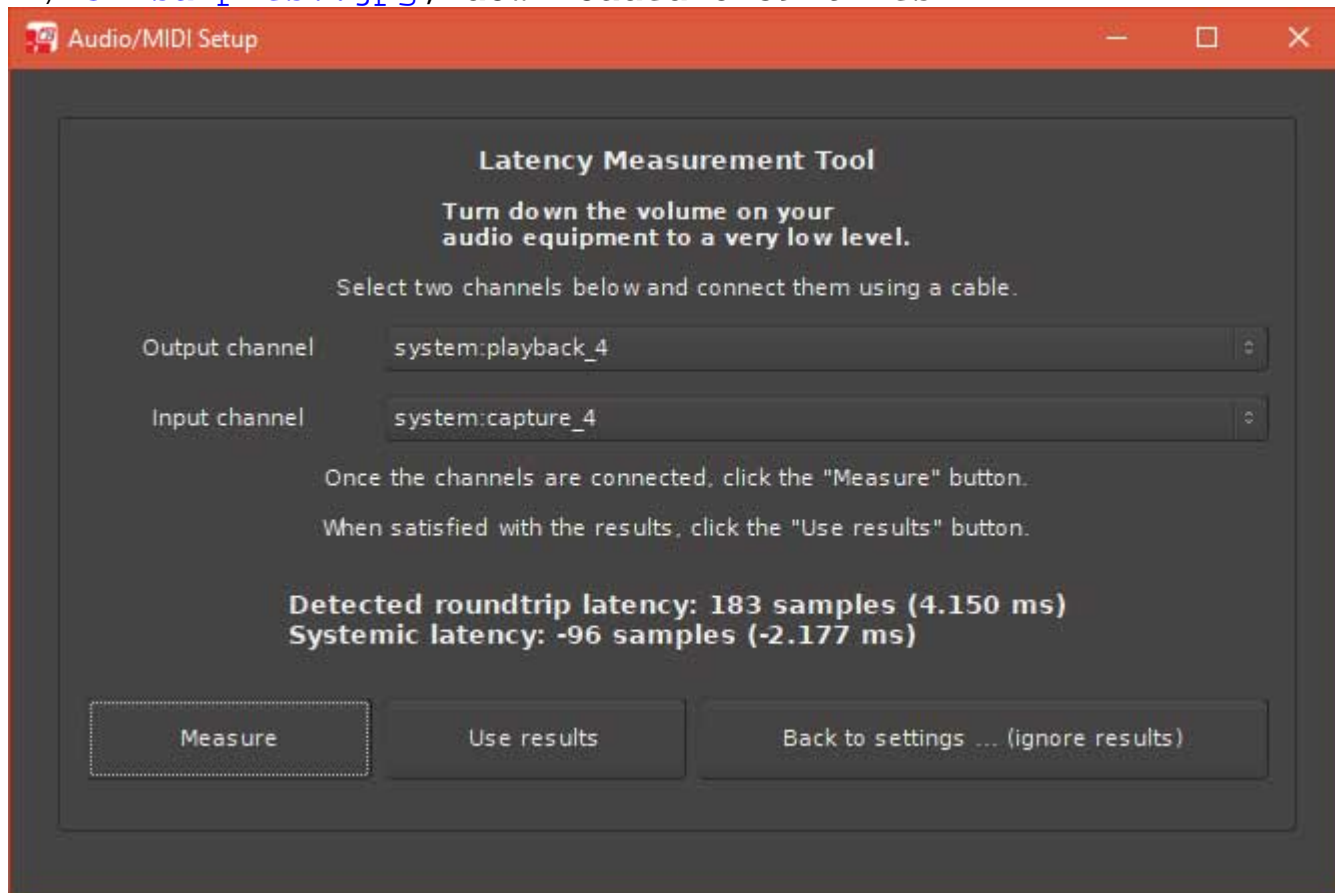 Audio/MIDI Setup
Latency Measurement Tool
Turn down the volume on your
audio equipment to a very low level.
Select two channels below and connect them using a cable.
Output channel system:playback_4
Input channel system:capture_4
Once the channels are connected, click the "Measure" button.
When satisfied with the results, click the "Use results" button.
Detected roundtrip latency: 183 samples (4.150 ms)
Systemic latency: -96 samples (-2.177 ms)
Measure Use results Back to settings ... (ignore results)